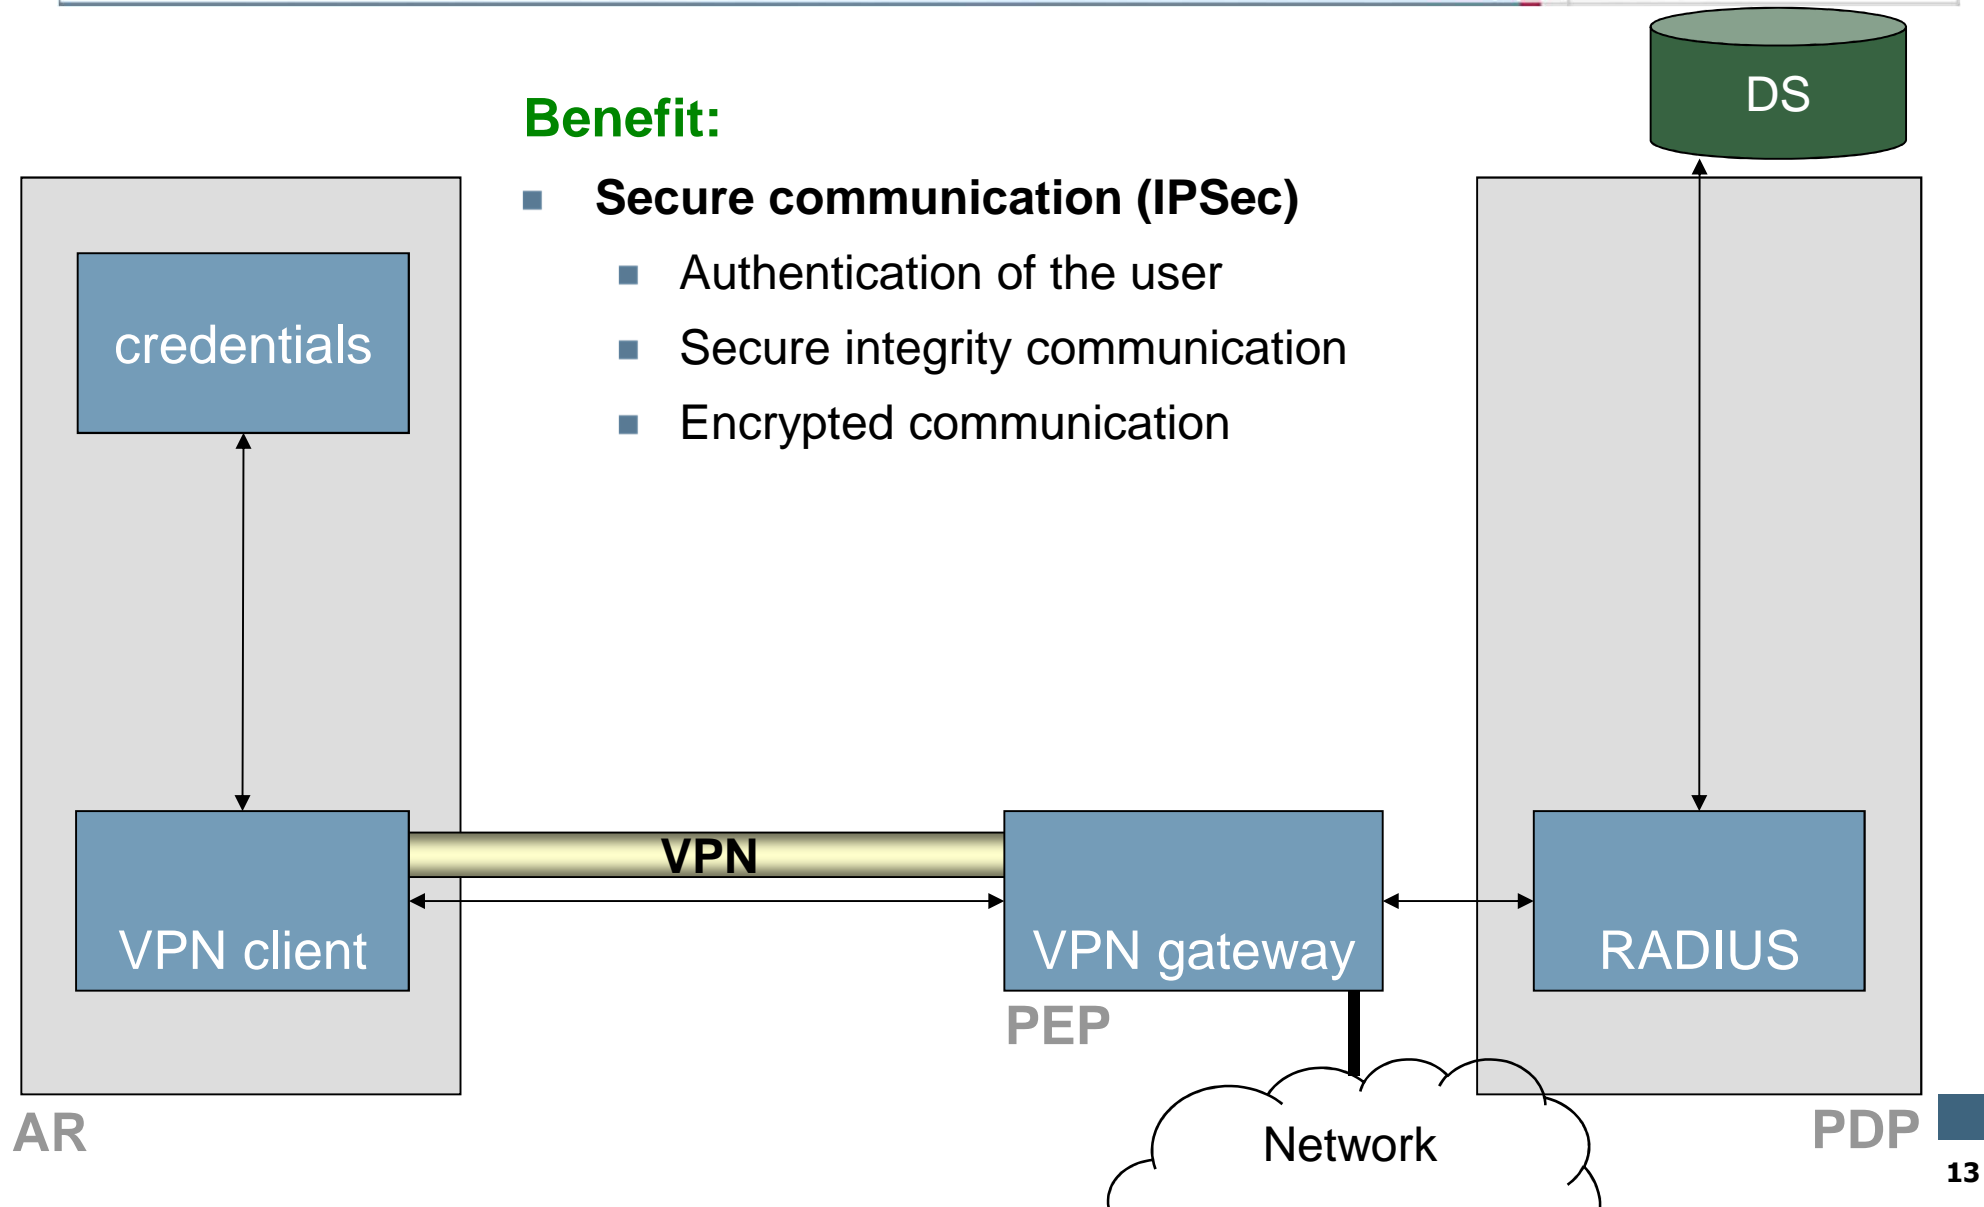 DS
Benefit:
Secure communication (IPSec)
Authentication of the user
Secure integrity communication
Encrypted communication
credentials
VPN
VPN client
VPN gateway
RADIUS
PEP
AR
Network
PDP
13